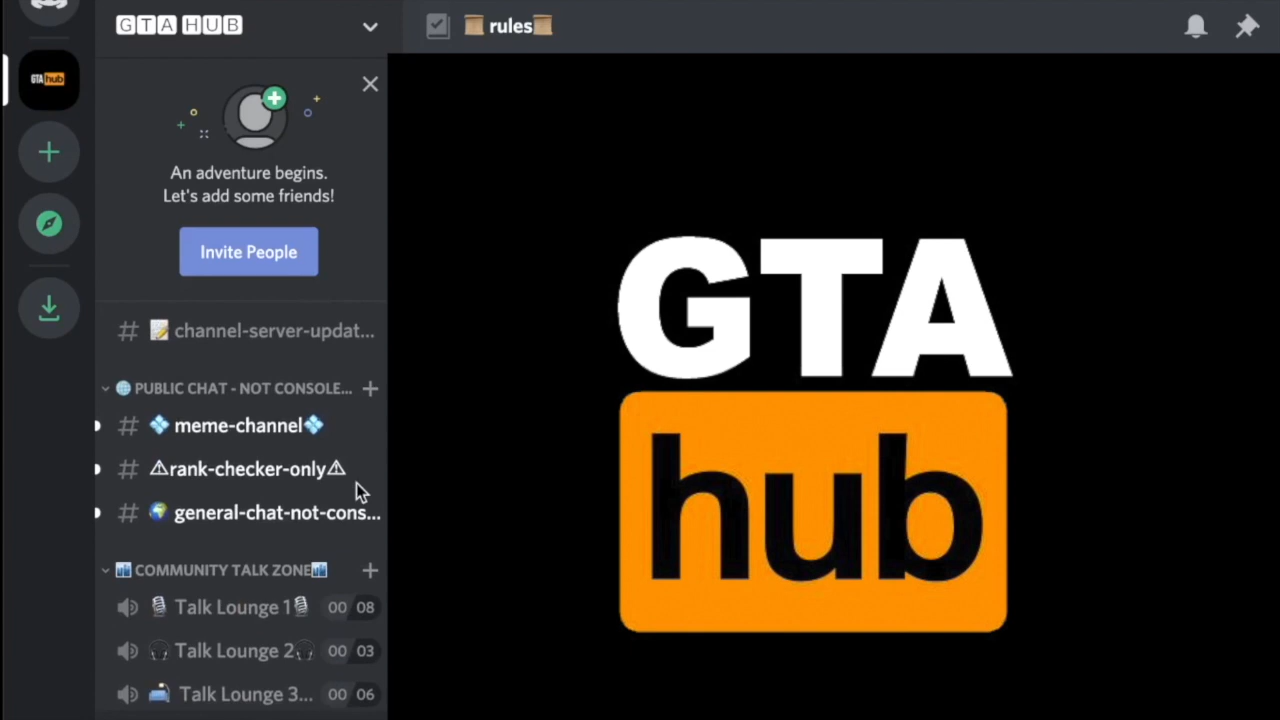 GTA HUB
📜 rules📜
GTA hub
An adventure begins.
Let's add some friends!
Invite People
# 📝 channel-server-updat...
🌐 PUBLIC CHAT - NOT CONSOLE...
# 💠 meme-channel💠
# ⚠rank-checker-only⚠
# 🌍 general-chat-not-cons...
COMMUNITY TALK ZONE
🎙 Talk Lounge 1🎙 00 08
🎧 Talk Lounge 2🎧 00 03
🛋 Talk Lounge 3... 00 06
GTA
hub